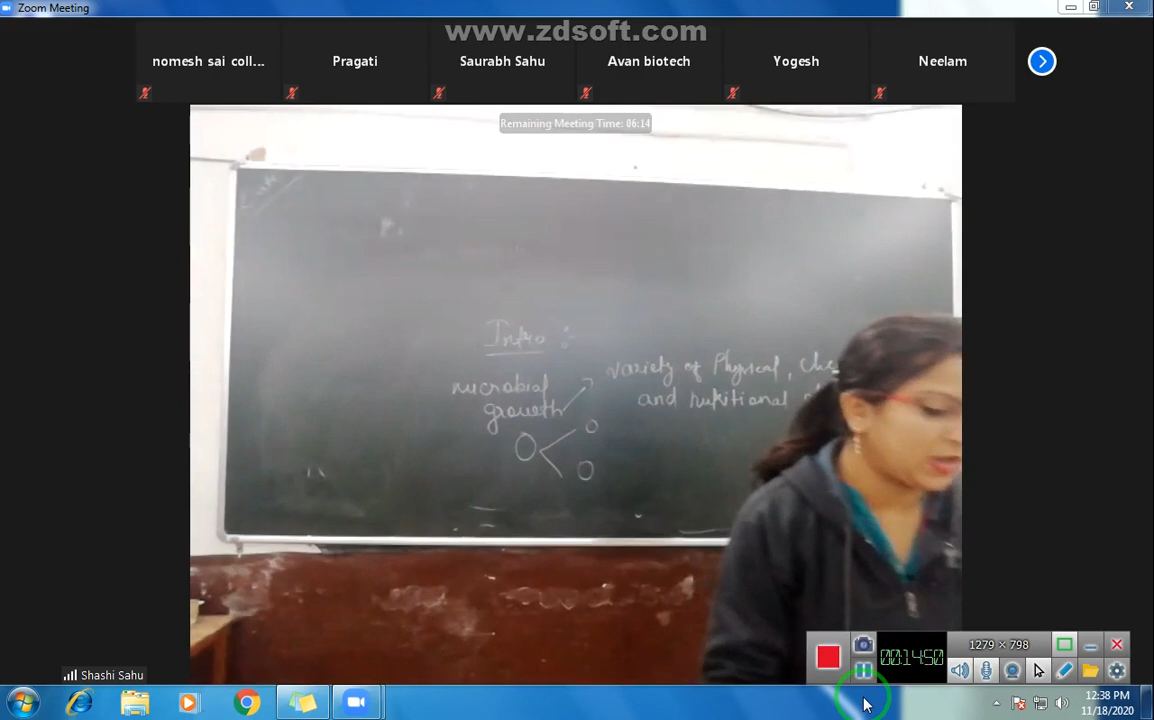 Zoom Meeting
www.zdsoft.com
nomesh sai coll...
Pragati
Saurabh Sahu
Avan biotech
Yogesh
Neelam
Remaining Meeting Time: 06:14
Intro :
microbial
growth
variety of Physical, Che
and nutritional
Shashi Sahu
00:14:50
1279 × 798
12:38 PM
11/18/2020